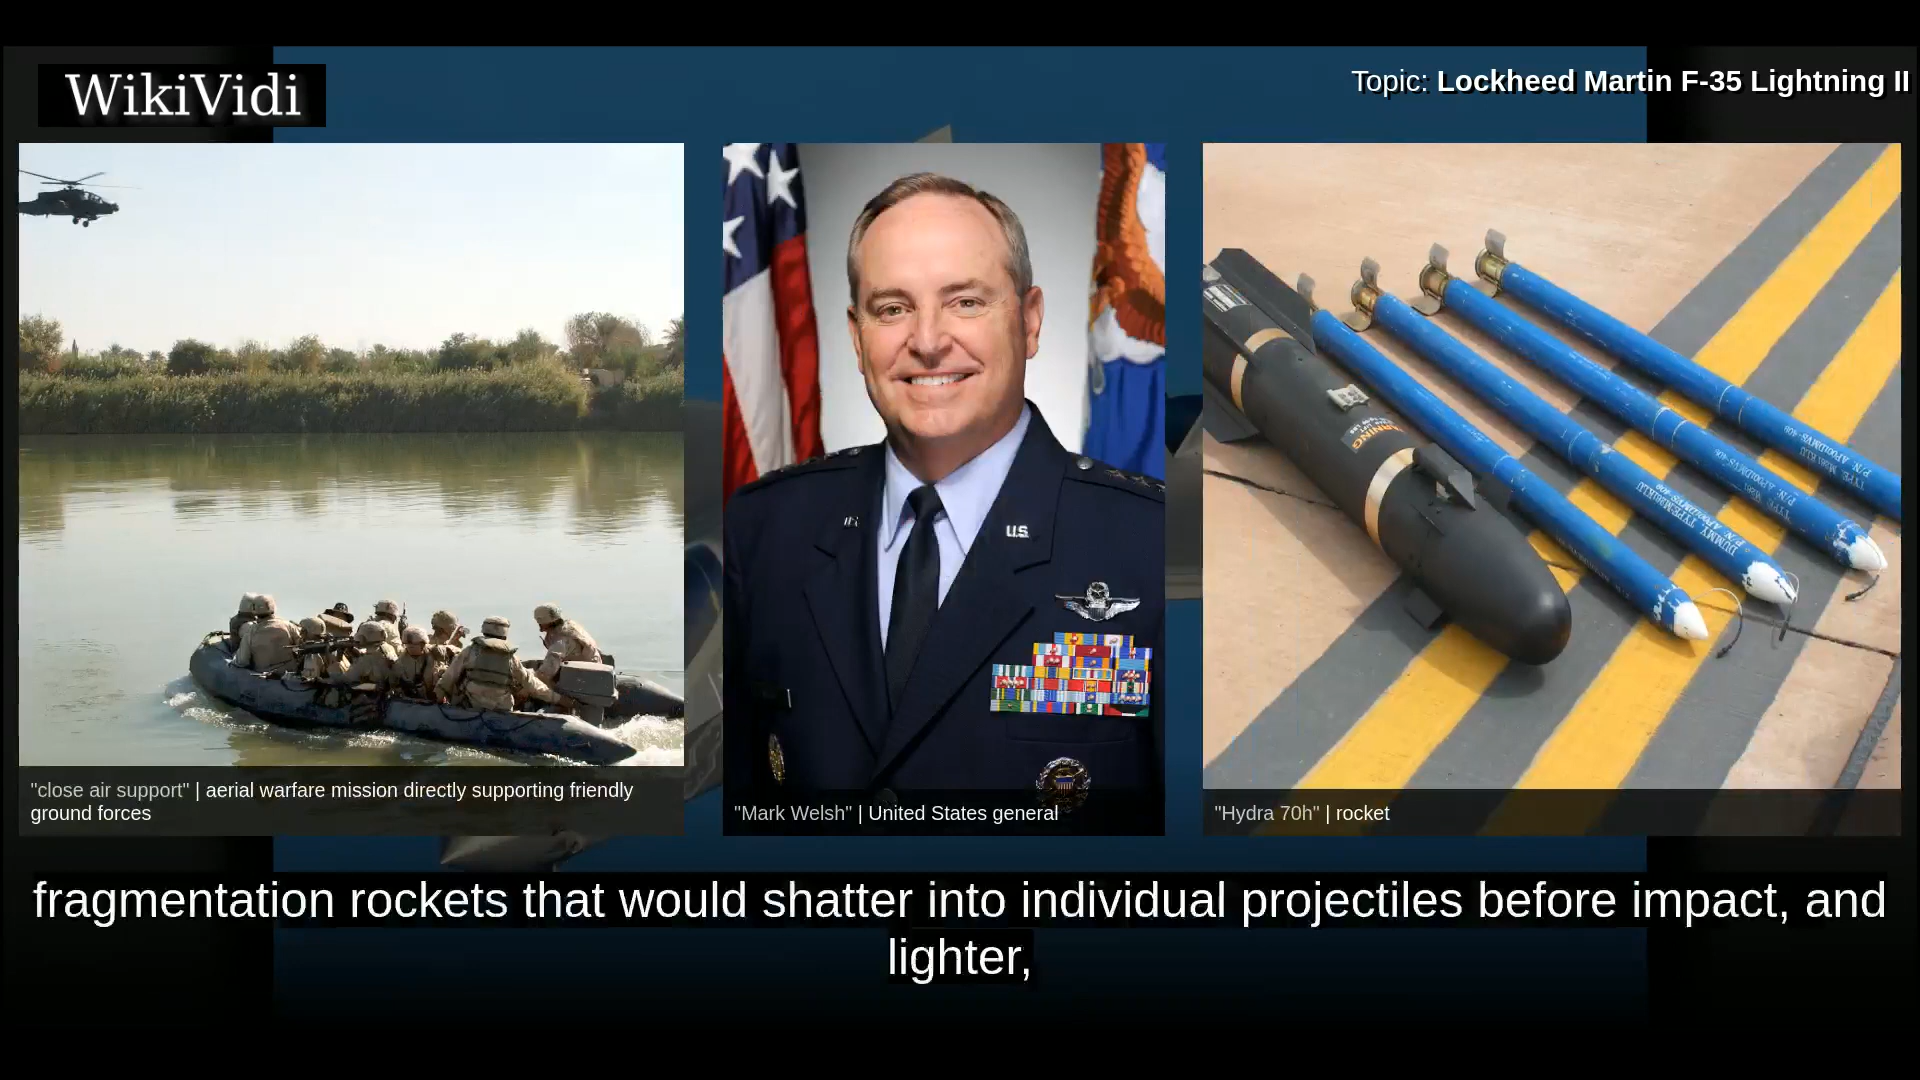 WikiVidi
Topic: Lockheed Martin F-35 Lightning II
U.S.
"close air support" | aerial warfare mission directly supporting friendly
ground forces
"Mark Welsh" | United States general
"Hydra 70h" | rocket
fragmentation rockets that would shatter into individual projectiles before impact, and
lighter,